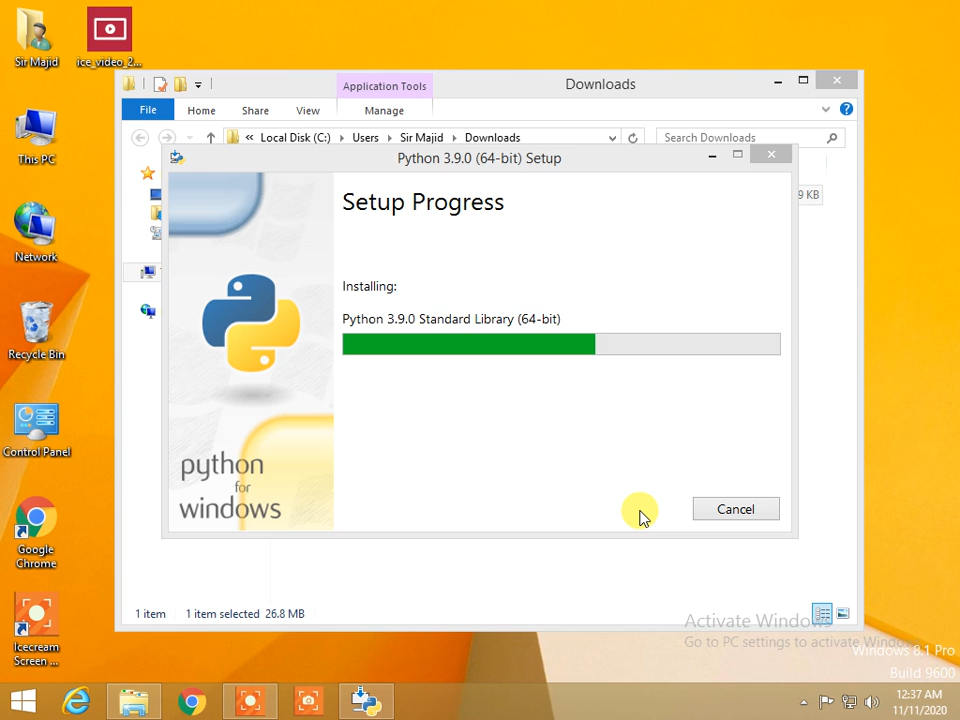 Sir Majid
ice_video_2...
This PC
Network
Recycle Bin
Control Panel
Google
Chrome
Icecream
Screen ...
Application Tools
Downloads
File
Home
Share
View
Manage
« Local Disk (C:) Users Sir Majid Downloads
Search Downloads
9 KB
Python 3.9.0 (64-bit) Setup
Setup Progress
Installing:
Python 3.9.0 Standard Library (64-bit)
python
for
windows
Cancel
1 item
1 item selected 26.8 MB
Activate Windows
Go to PC settings to activate Windows
Windows 8.1 Pro
Build 9600
12:37 AM
11/11/2020